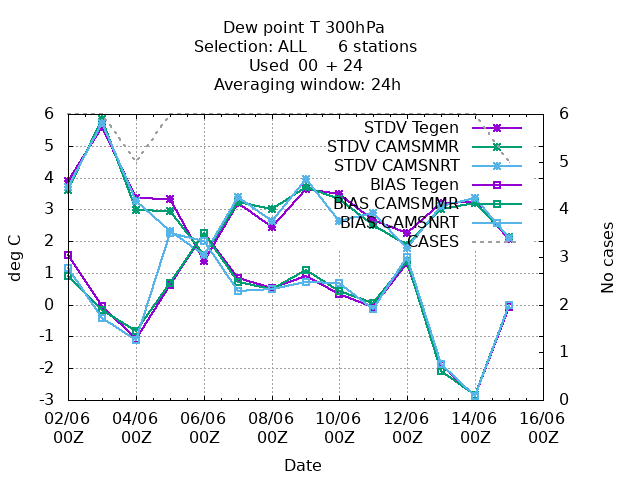 Dew point T 300hPa
Selection: ALL 6 stations
Used 00 + 24
Averaging window: 24h
6
5
4
3
2
1
0
-1
-2
-3
deg C
STDV Tegen
STDV CAMSMMR
STDV CAMSNRT
BIAS Tegen
BIAS CAMSMMR
BIAS CAMSNRT
CASES
6
5
4
3
2
1
0
No cases
02/06 04/06 06/06 08/06 10/06 12/06 14/06 16/06
00Z 00Z 00Z 00Z 00Z 00Z 00Z 00Z
Date